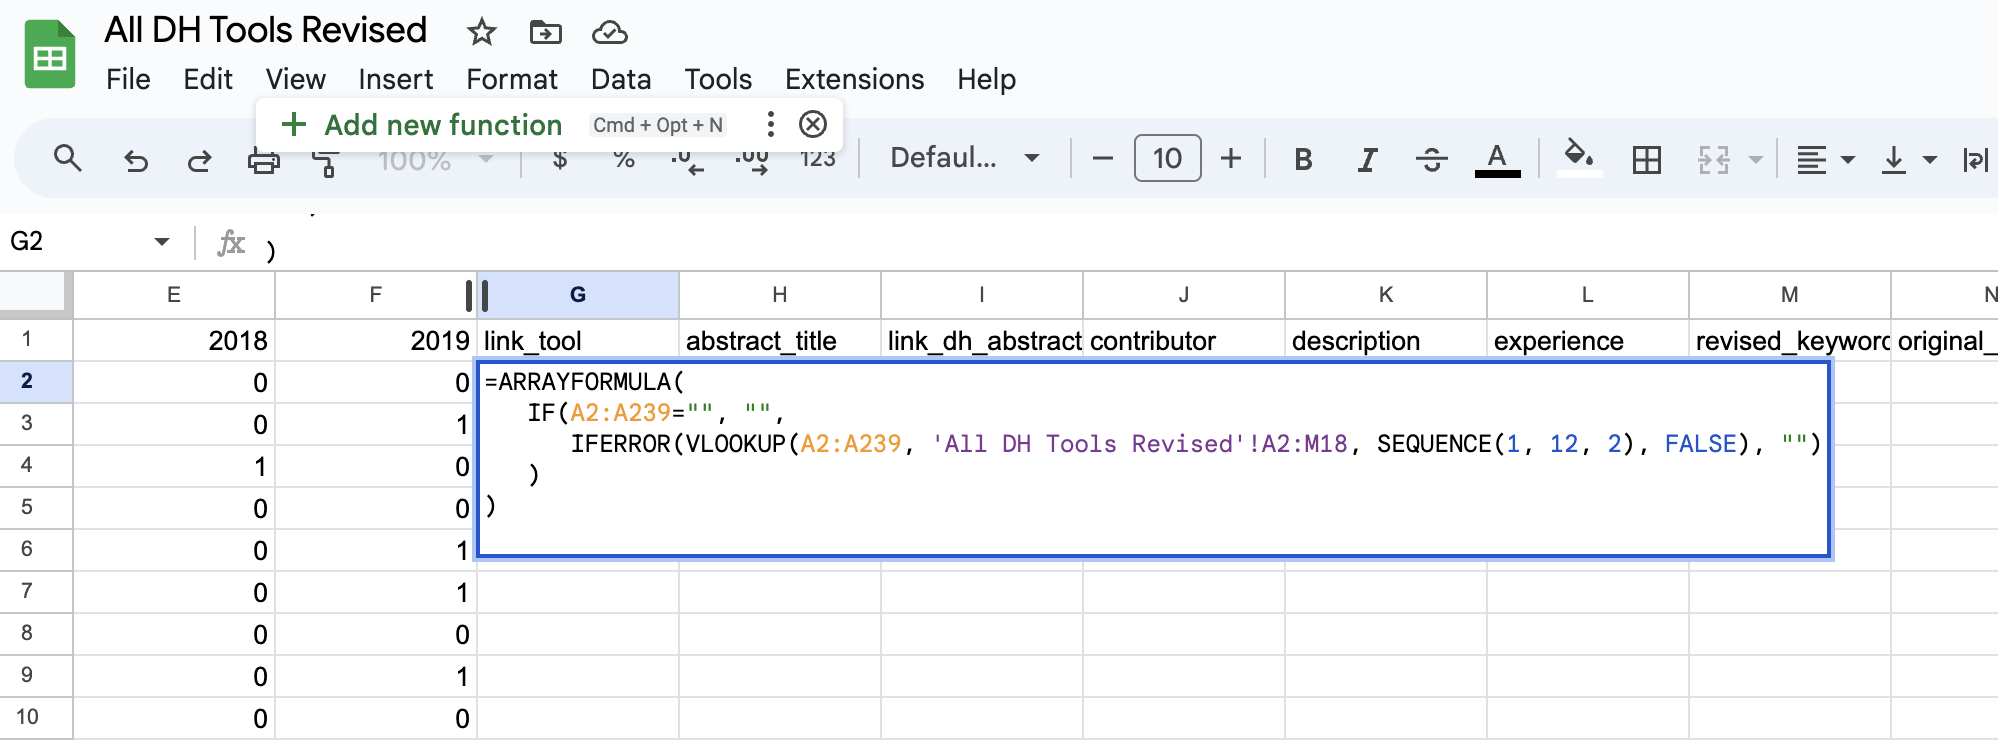 All DH Tools Revised
File Edit View Insert Format Data Tools Extensions Help
+ Add new function Cmd + Opt + N
100% $ % .0 .00 123 Defaul... − 10 + B I S A
G2 fx )
E F G H I J K L M N
1 2018 2019 link_tool abstract_title link_dh_abstract contributor description experience revised_keyword original_
2 0 0 =ARRAYFORMULA(
IF(A2:A239="", "",
3 0 1
IFERROR(VLOOKUP(A2:A239, 'All DH Tools Revised'!A2:M18, SEQUENCE(1, 12, 2), FALSE), "")
4 1 0 )
5 0 0 )
6 0 1
7 0 1
8 0 0
9 0 1
10 0 0